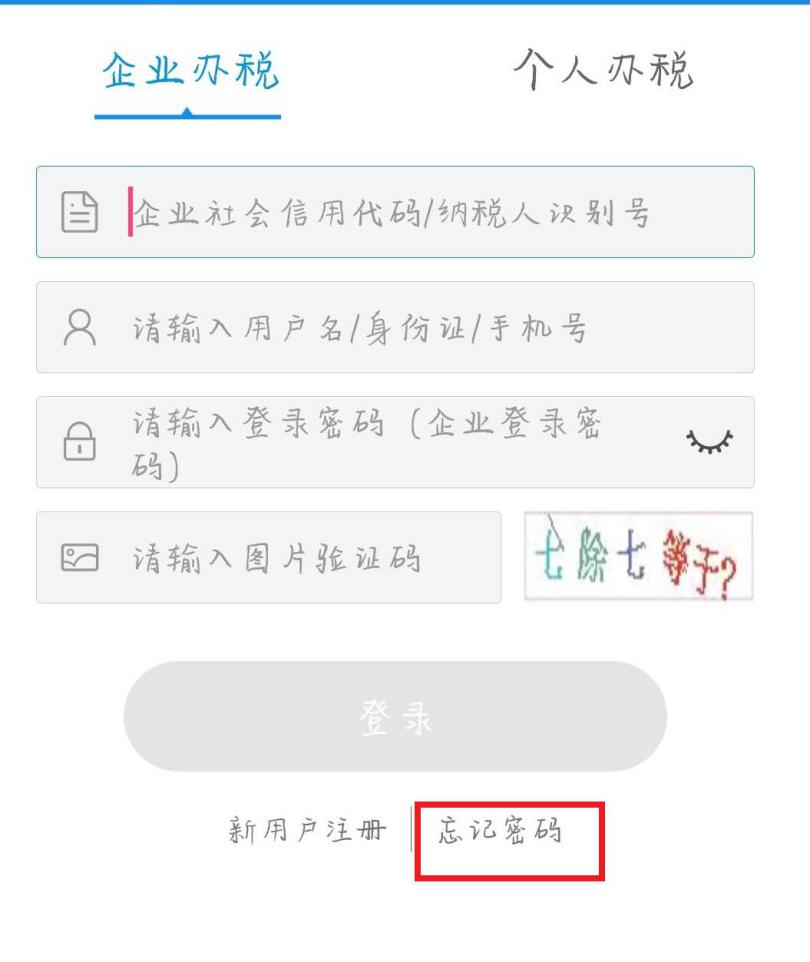 企业办税 个人办税
企业社会信用代码/纳税人识别号
请输入用户名/身份证/手机号
请输入登录密码（企业登录密
码）
请输入图片验证码 七除七等于?
登录
新用户注册 忘记密码